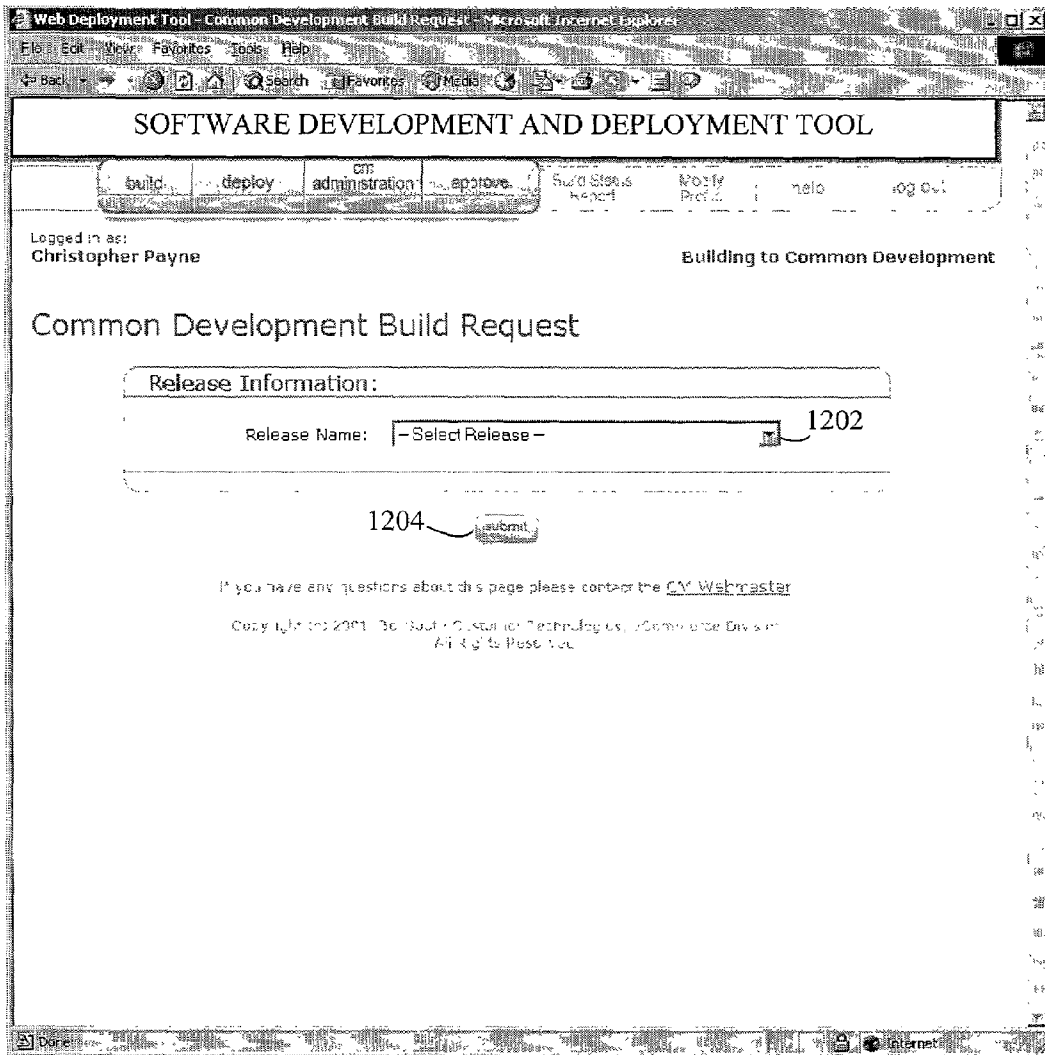 Web Deployment Tool - Common Development Build Request - Microsoft Internet Explorer
File Edit View Favorites Tools Help
Back Search Favorites Media
SOFTWARE DEVELOPMENT AND DEPLOYMENT TOOL
build deploy cm administration approve Build Status Report Modify Profile help log out
Logged in as:
Christopher Payne
Building to Common Development
Common Development Build Request
Release Information:
Release Name: – Select Release –
1202
1204
submit
If you have any questions about this page please contact the CM Webmaster
All Rights Reserved
Done Internet